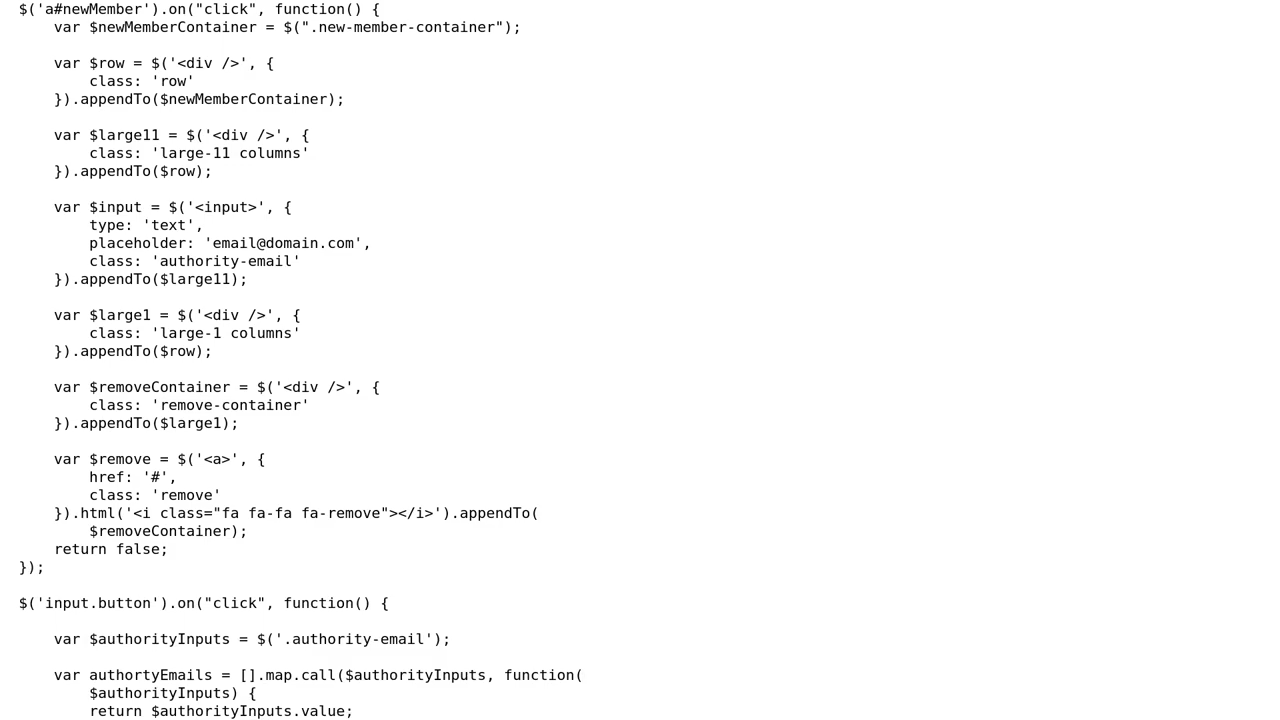 $('a#newMember').on("click", function() {
    var $newMemberContainer = $(".new-member-container");

    var $row = $('<div />', {
        class: 'row'
    }).appendTo($newMemberContainer);

    var $large11 = $('<div />', {
        class: 'large-11 columns'
    }).appendTo($row);

    var $input = $('<input>', {
        type: 'text',
        placeholder: 'email@domain.com',
        class: 'authority-email'
    }).appendTo($large11);

    var $large1 = $('<div />', {
        class: 'large-1 columns'
    }).appendTo($row);

    var $removeContainer = $('<div />', {
        class: 'remove-container'
    }).appendTo($large1);

    var $remove = $('<a>', {
        href: '#',
        class: 'remove'
    }).html('<i class="fa fa-fa fa-remove"></i>').appendTo(
        $removeContainer);
    return false;
});

$('input.button').on("click", function() {

    var $authorityInputs = $('.authority-email');

    var authortyEmails = [].map.call($authorityInputs, function(
        $authorityInputs) {
        return $authorityInputs.value;